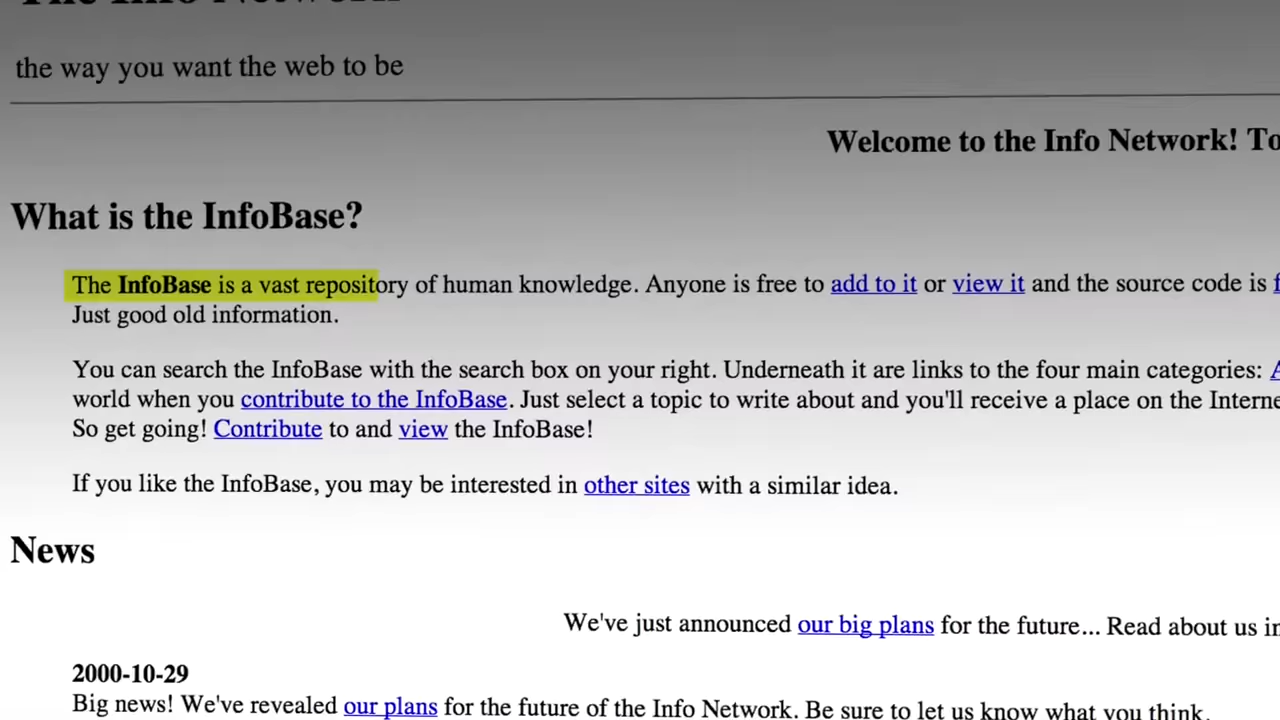 The Info Network
the way you want the web to be
Welcome to the Info Network! To
What is the InfoBase?
The InfoBase is a vast repository of human knowledge. Anyone is free to add to it or view it and the source code is f
Just good old information.
You can search the InfoBase with the search box on your right. Underneath it are links to the four main categories: A
world when you contribute to the InfoBase. Just select a topic to write about and you'll receive a place on the Interne
So get going! Contribute to and view the InfoBase!
If you like the InfoBase, you may be interested in other sites with a similar idea.
News
We've just announced our big plans for the future... Read about us in
2000-10-29
Big news! We've revealed our plans for the future of the Info Network. Be sure to let us know what you think.